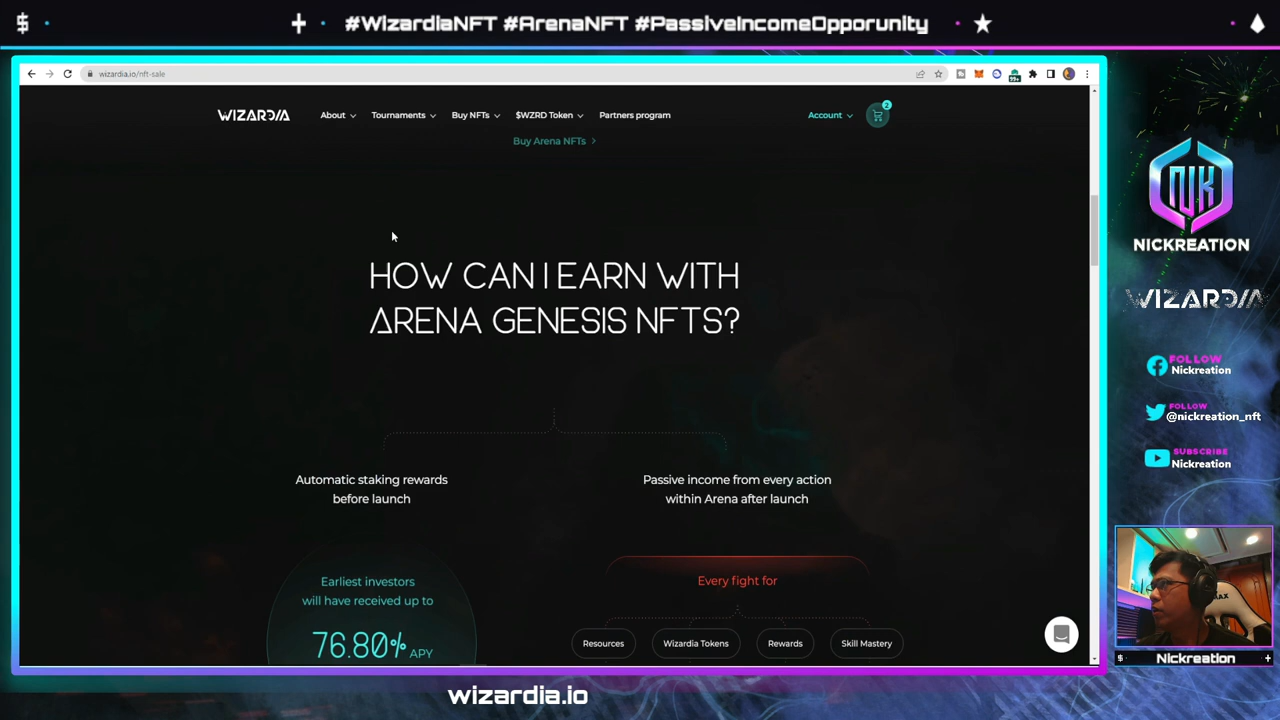 $ + #WizardiaNFT #ArenaNFT #PassiveIncomeOpporunity
wizardia.io/nft-sale
99+
WIZARDIA About Tournaments Buy NFTs $WZRD Token Partners program Account 2
Buy Arena NFTs >
HOW CAN I EARN WITH
ARENA GENESIS NFTS?
Automatic staking rewards
before launch
Passive income from every action
within Arena after launch
Earliest investors
will have received up to
76.80% APY
Every fight for
Resources Wizardia Tokens Rewards Skill Mastery
NK
NICKREATION
WIZARDIA
FOLLOW
Nickreation
FOLLOW
@nickreation_nft
SUBSCRIBE
Nickreation
$ Nickreation +
wizardia.io